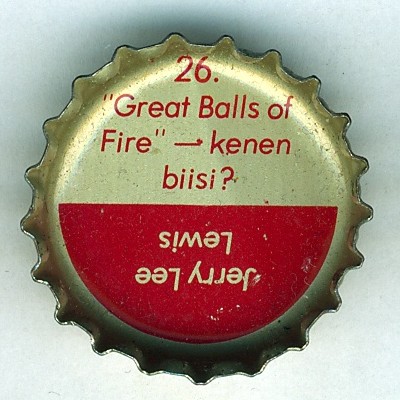 26.
"Great Balls of
Fire" → kenen
biisi?
Jerry Lee
Lewis